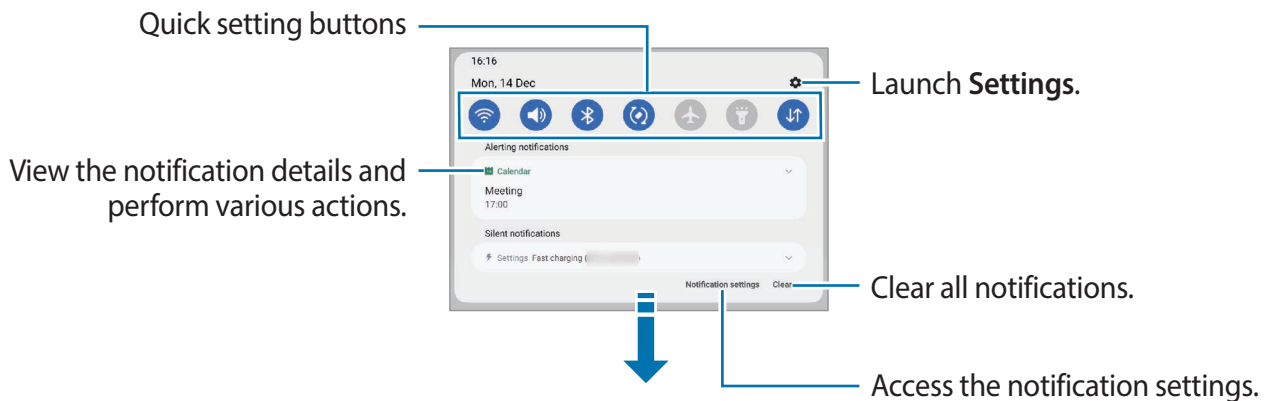 Quick setting buttons
16:16
Mon, 14 Dec
Launch Settings.
Alerting notifications
View the notification details and
perform various actions.
Calendar
Meeting
17:00
Silent notifications
Settings Fast charging (
Notification settings Clear
Clear all notifications.
Access the notification settings.